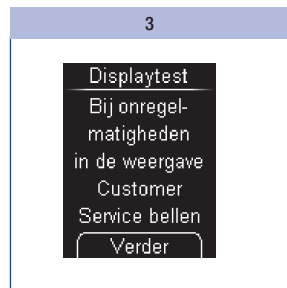 3
Displaytest
Bij onregel-
matigheden
in de weergave
Customer
Service bellen
Verder